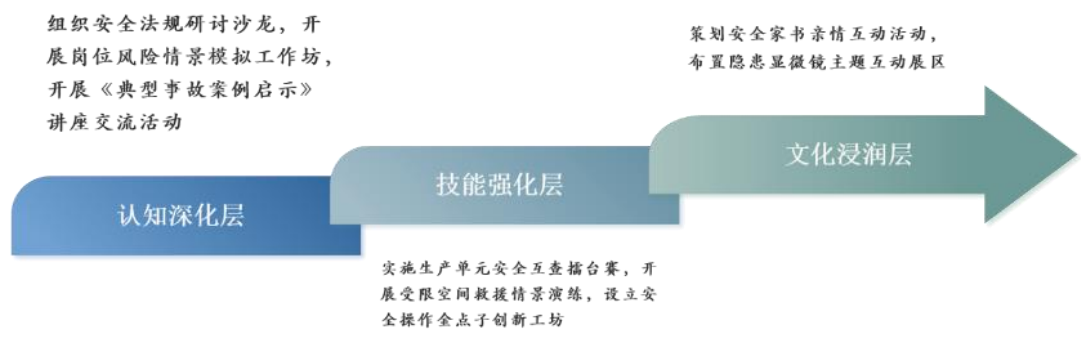 组织安全法规研讨沙龙，开
展岗位风险情景模拟工作坊，
开展《典型事故案例启示》
讲座交流活动
认知深化层
技能强化层
实施生产单元安全互查擂台赛，开
展受限空间救援情景演练，设立安
全操作金点子创新工坊
策划安全家书亲情互动活动，
布置隐患显微镜主题互动展区
文化浸润层